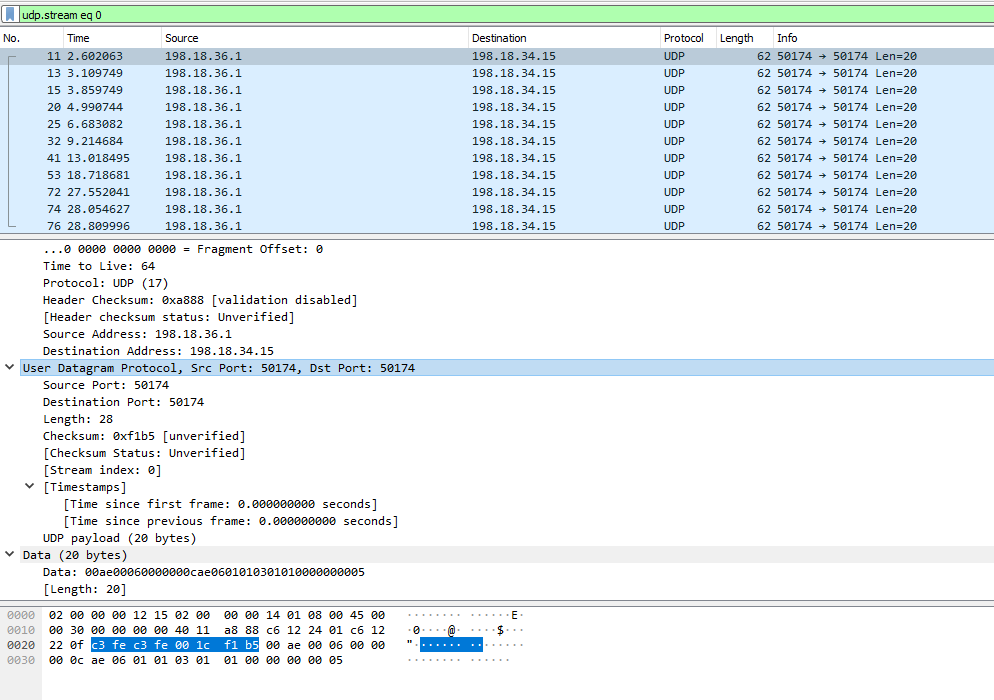 udp.stream eq 0
No. Time Source Destination Protocol Length Info
11 2.602063 198.18.36.1 198.18.34.15 UDP 62 50174 → 50174 Len=20
13 3.109749 198.18.36.1 198.18.34.15 UDP 62 50174 → 50174 Len=20
15 3.859749 198.18.36.1 198.18.34.15 UDP 62 50174 → 50174 Len=20
20 4.990744 198.18.36.1 198.18.34.15 UDP 62 50174 → 50174 Len=20
25 6.683082 198.18.36.1 198.18.34.15 UDP 62 50174 → 50174 Len=20
32 9.214684 198.18.36.1 198.18.34.15 UDP 62 50174 → 50174 Len=20
41 13.018495 198.18.36.1 198.18.34.15 UDP 62 50174 → 50174 Len=20
53 18.718681 198.18.36.1 198.18.34.15 UDP 62 50174 → 50174 Len=20
72 27.552041 198.18.36.1 198.18.34.15 UDP 62 50174 → 50174 Len=20
74 28.054627 198.18.36.1 198.18.34.15 UDP 62 50174 → 50174 Len=20
76 28.809996 198.18.36.1 198.18.34.15 UDP 62 50174 → 50174 Len=20
...0 0000 0000 0000 = Fragment Offset: 0
Time to Live: 64
Protocol: UDP (17)
Header Checksum: 0xa888 [validation disabled]
[Header checksum status: Unverified]
Source Address: 198.18.36.1
Destination Address: 198.18.34.15
User Datagram Protocol, Src Port: 50174, Dst Port: 50174
Source Port: 50174
Destination Port: 50174
Length: 28
Checksum: 0xf1b5 [unverified]
[Checksum Status: Unverified]
[Stream index: 0]
[Timestamps]
[Time since first frame: 0.000000000 seconds]
[Time since previous frame: 0.000000000 seconds]
UDP payload (20 bytes)
Data (20 bytes)
Data: 00ae00060000000cae0601010301010000000005
[Length: 20]
0000 02 00 00 00 12 15 02 00 00 00 14 01 08 00 45 00 ········ ······E·
0010 00 30 00 00 00 00 40 11 a8 88 c6 12 24 01 c6 12 ·0····@· ····$···
0020 22 0f c3 fe c3 fe 00 1c f1 b5 00 ae 00 06 00 00 "······· ········
0030 00 0c ae 06 01 01 03 01 01 00 00 00 00 05 ········ ······